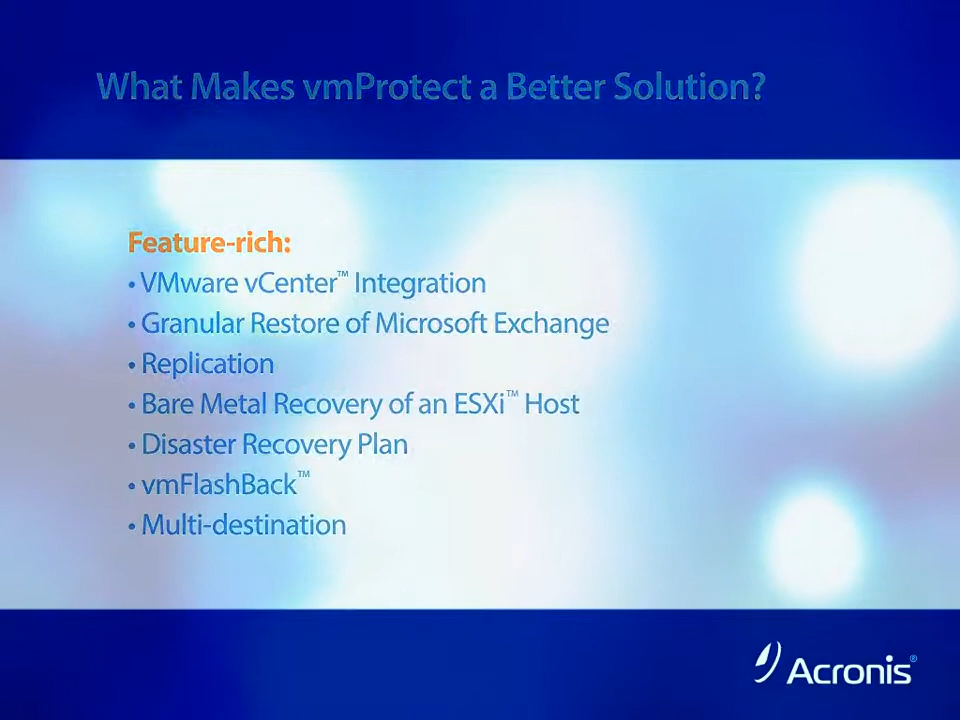 What Makes vmProtect a Better Solution?
Feature-rich:
• VMware vCenter™ Integration
• Granular Restore of Microsoft Exchange
• Replication
• Bare Metal Recovery of an ESXi™ Host
• Disaster Recovery Plan
• vmFlashBack™
• Multi-destination
Acronis®